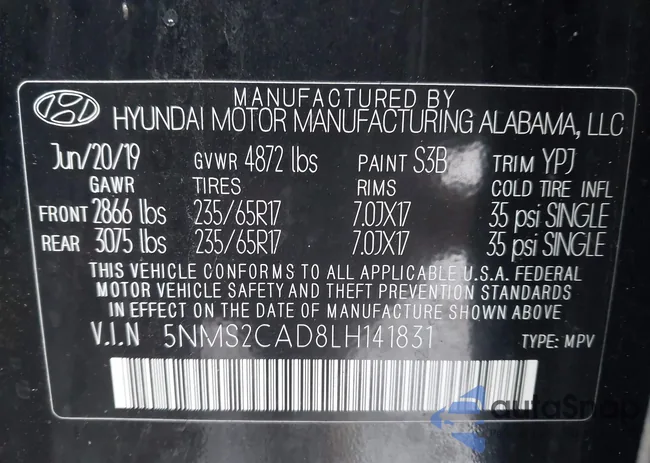 MANUFACTURED BY
HYUNDAI MOTOR MANUFACTURING ALABAMA, LLC
Jun/20/19 GVWR 4872 lbs PAINT S3B TRIM YPJ
GAWR TIRES RIMS COLD TIRE INFL
FRONT 2866 lbs 235/65R17 7.0JX17 35 psi SINGLE
REAR 3075 lbs 235/65R17 7.0JX17 35 psi SINGLE
THIS VEHICLE CONFORMS TO ALL APPLICABLE U.S.A. FEDERAL
MOTOR VEHICLE SAFETY AND THEFT PREVENTION STANDARDS
IN EFFECT ON THE DATE OF MANUFACTURE SHOWN ABOVE
V.I.N 5NMS2CAD8LH141831 TYPE: MPV
autoSnap